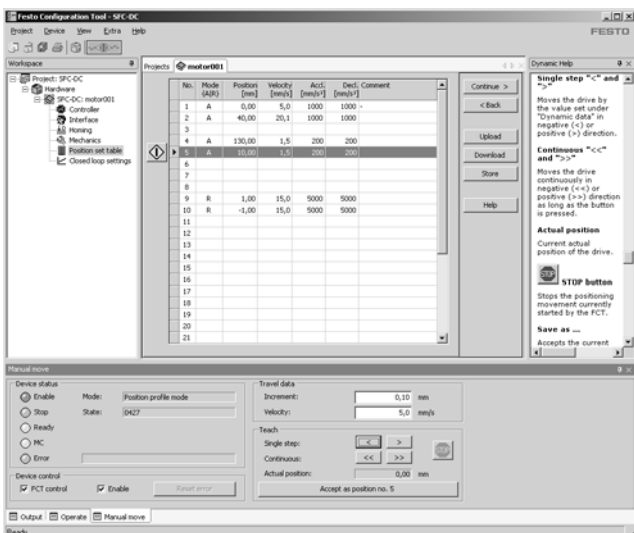 Festo Configuration Tool - SFC-DC
Project Device View Extra Help
FESTO
Workspace
Project: SFC-DC
Hardware
SFC-DC: motor001
Controller
Interface
Homing
Mechanics
Position set table
Closed loop settings
Projects motor001
No. Mode Position Velocity Accl. Decl. Comment
(A|R) [mm] [mm/s] [mm/s²] [mm/s²]
1 A 0,00 5,0 1000 1000 -
2 A 40,00 20,1 1000 1000
3
4 A 130,00 1,5 200 200
5 A 10,00 1,5 200 200
6
7
8
9 R 1,00 15,0 5000 5000
10 R -1,00 15,0 5000 5000
11
12
13
14
15
16
17
18
19
20
21
Continue >
< Back
Upload
Download
Store
Help
Dynamic Help
Single step "<" and
">"
Moves the drive by
the value set under
"Dynamic data" in
negative (<) or
positive (>) direction.
Continuous "<<"
and ">>"
Moves the drive
continuously in
negative (<<) or
positive (>>) direction
as long as the button
is pressed.
Actual position
Current actual
position of the drive.
STOP
STOP button
Stops the positioning
movement currently
started by the FCT.
Save as ...
Accepts the current
Manual move
Device status
Enable Mode: Position profile mode
Stop State: 0427
Ready
MC
Error
Device control
FCT control Enable Reset error
Travel data
Increment: 0,10 mm
Velocity: 5,0 mm/s
Teach
Single step: < >
Continuous: << >>
STOP
Actual position: 0,00 mm
Accept as position no. 5
Output Operate Manual move
Ready